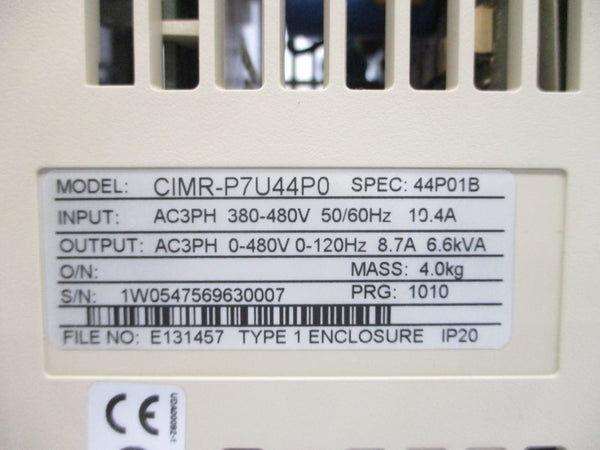 MODEL: CIMR-P7U44P0 SPEC: 44P01B
INPUT: AC3PH 380-480V 50/60Hz 10.4A
OUTPUT: AC3PH 0-480V 0-120Hz 8.7A 6.6kVA
O/N: MASS: 4.0kg
S/N: 1W0547569630007 PRG: 1010
FILE NO: E131457 TYPE 1 ENCLOSURE IP20
CE